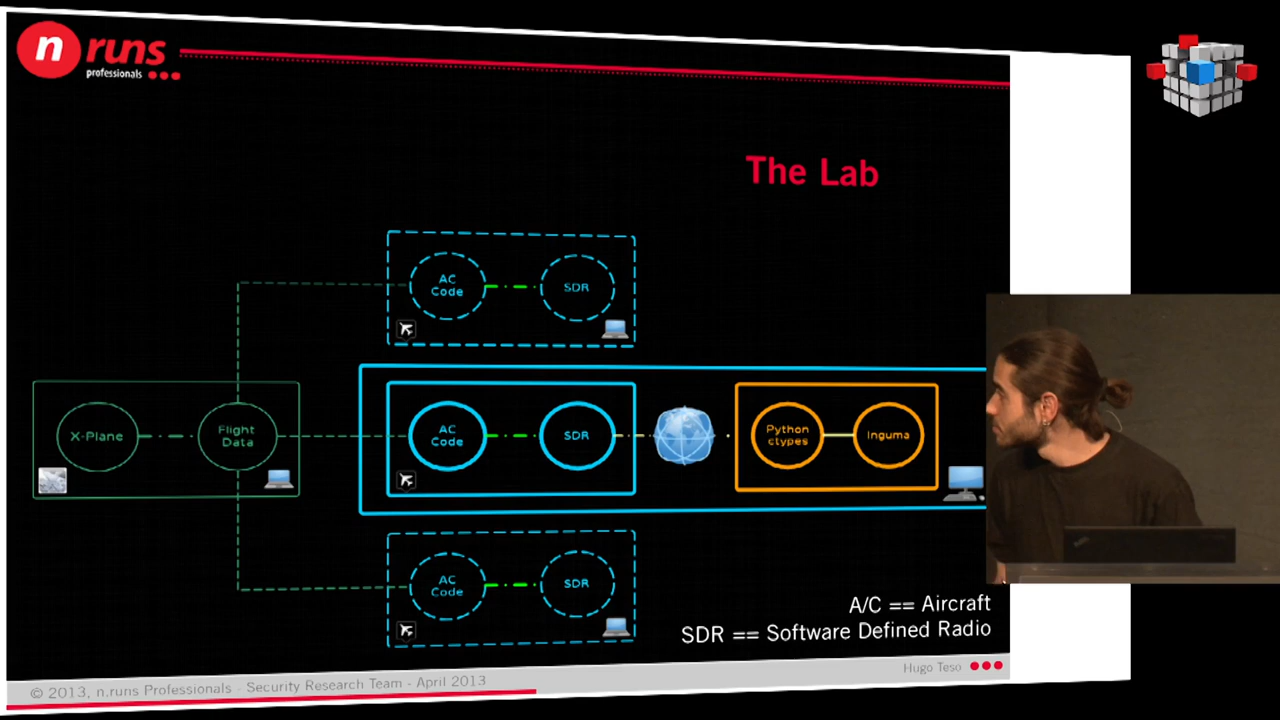 n runs
professionals
The Lab
AC
Code
SDR
X-Plane
Flight
Data
AC
Code
SDR
Python
ctypes
Inguma
AC
Code
SDR
A/C == Aircraft
SDR == Software Defined Radio
© 2013, n.runs Professionals - Security Research Team - April 2013
Hugo Teso